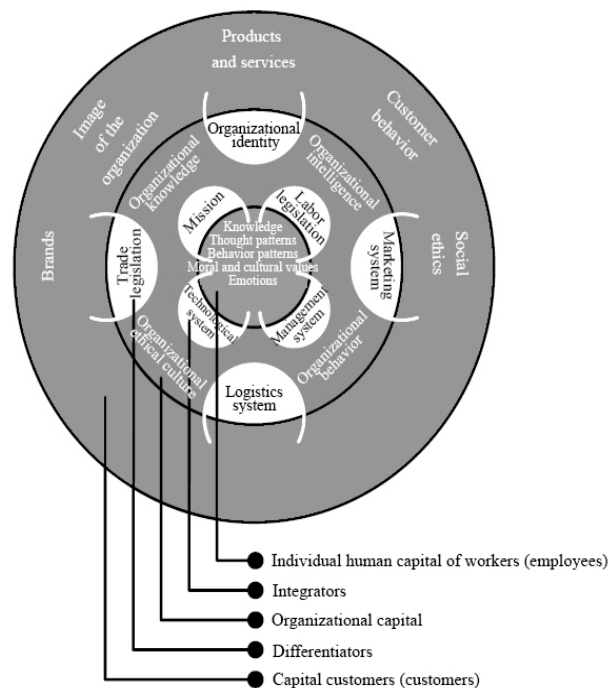 Products
and services
Image
of the
organization
Customer
behavior
Organizational
identity
Organizational
knowledge
Organizational
intelligence
Mission
Labor
legislation
Knowledge
Thought patterns
Behavior patterns
Moral and cultural values
Emotions
Brands
Trade
legislation
Marketing
system
Social
ethics
Technological
system
Management
system
Organizational
ethical culture
Organizational
behavior
Logistics
system
Individual human capital of workers (employees)
Integrators
Organizational capital
Differentiators
Capital customers (customers)